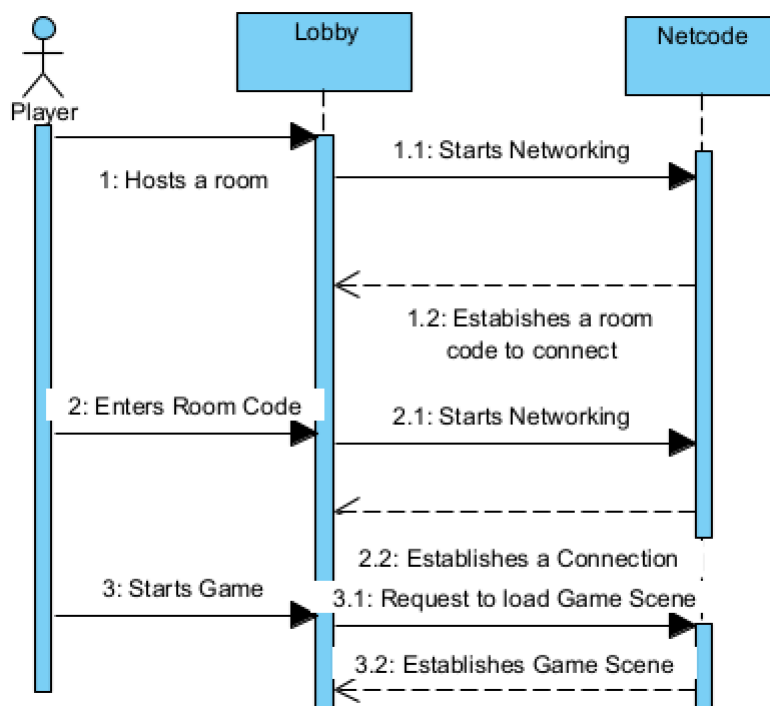 Lobby
Netcode
Player
1.1: Starts Networking
1: Hosts a room
1.2: Estabishes a room
code to connect
2: Enters Room Code
2.1: Starts Networking
2.2: Establishes a Connection
3: Starts Game
3.1: Request to load Game Scene
3.2: Establishes Game Scene